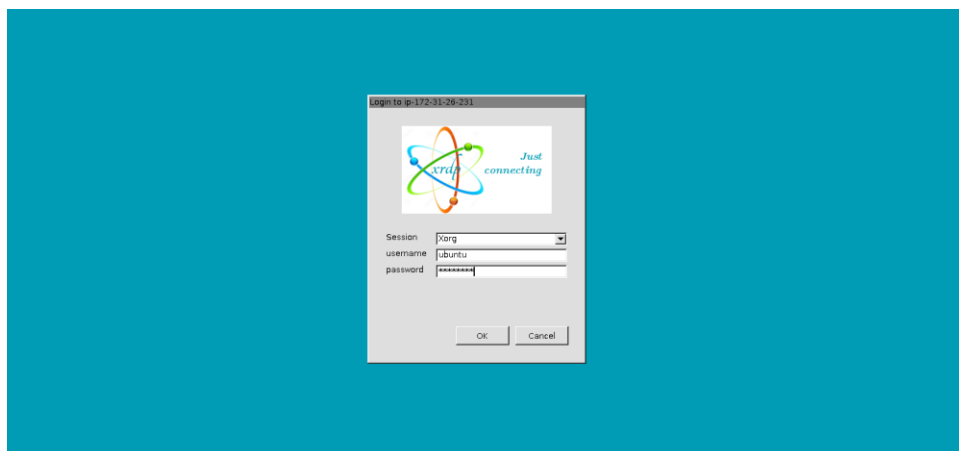 Login to ip-172-31-26-231
Just
xrdp connecting
Session Xorg
username ubuntu
password ********
OK Cancel